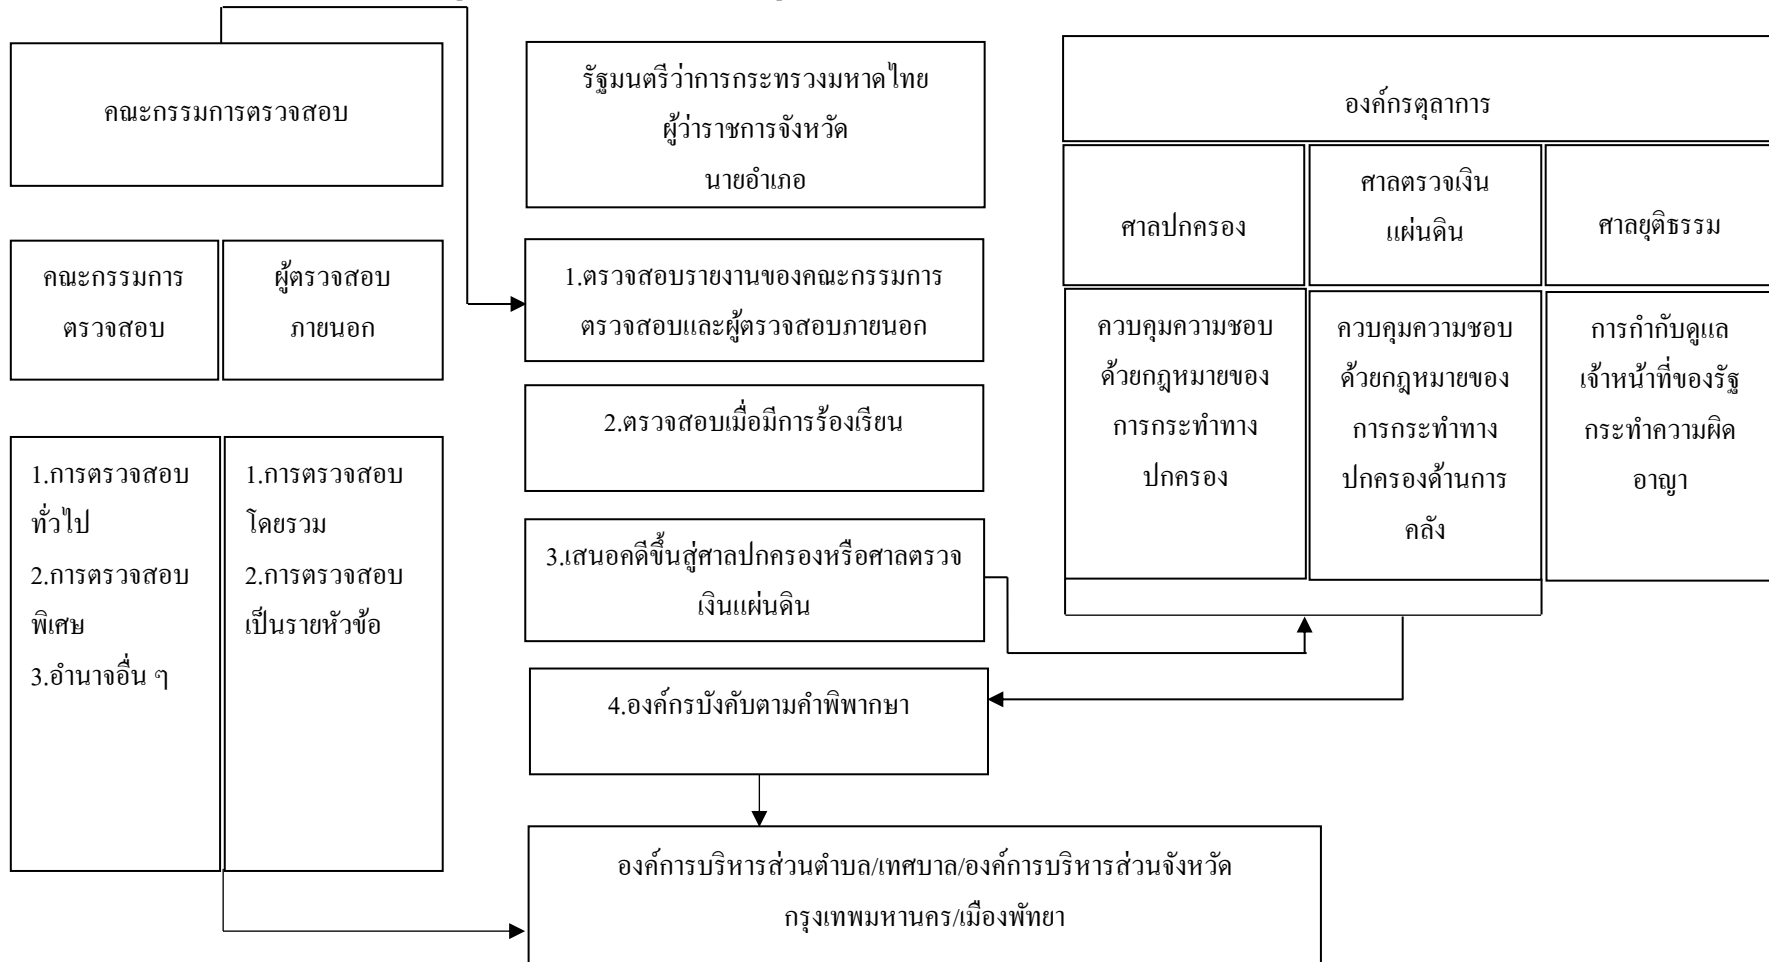 คณะกรรมการตรวจสอบ
คณะกรรมการ
ตรวจสอบ
ผู้ตรวจสอบ
ภายนอก
1.การตรวจสอบ
ทั่วไป
2.การตรวจสอบ
พิเศษ
3.อำนาจอื่น ๆ
1.การตรวจสอบ
โดยรวม
2.การตรวจสอบ
เป็นรายหัวข้อ
รัฐมนตรีว่าการกระทรวงมหาดไทย
ผู้ว่าราชการจังหวัด
นายอำเภอ
1.ตรวจสอบรายงานของคณะกรรมการ
ตรวจสอบและผู้ตรวจสอบภายนอก
2.ตรวจสอบเมื่อมีการร้องเรียน
3.เสนอคดีขึ้นสู่ศาลปกครองหรือศาลตรวจ
เงินแผ่นดิน
4.องค์กรบังคับตามคำพิพากษา
องค์กรตุลาการ
ศาลปกครอง
ศาลตรวจเงิน
แผ่นดิน
ศาลยุติธรรม
ควบคุมความชอบ
ด้วยกฎหมายของ
การกระทำทาง
ปกครอง
ควบคุมความชอบ
ด้วยกฎหมายของ
การกระทำทาง
ปกครองด้านการ
คลัง
การกำกับดูแล
เจ้าหน้าที่ของรัฐ
กระทำความผิด
อาญา
องค์การบริหารส่วนตำบล/เทศบาล/องค์การบริหารส่วนจังหวัด
กรุงเทพมหานคร/เมืองพัทยา